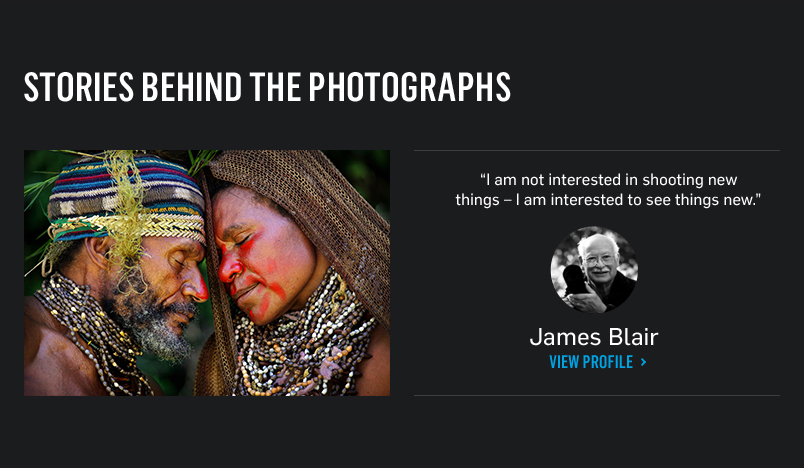 STORIES BEHIND THE PHOTOGRAPHS
“I am not interested in shooting new
things – I am interested to see things new.”
James Blair
VIEW PROFILE ›